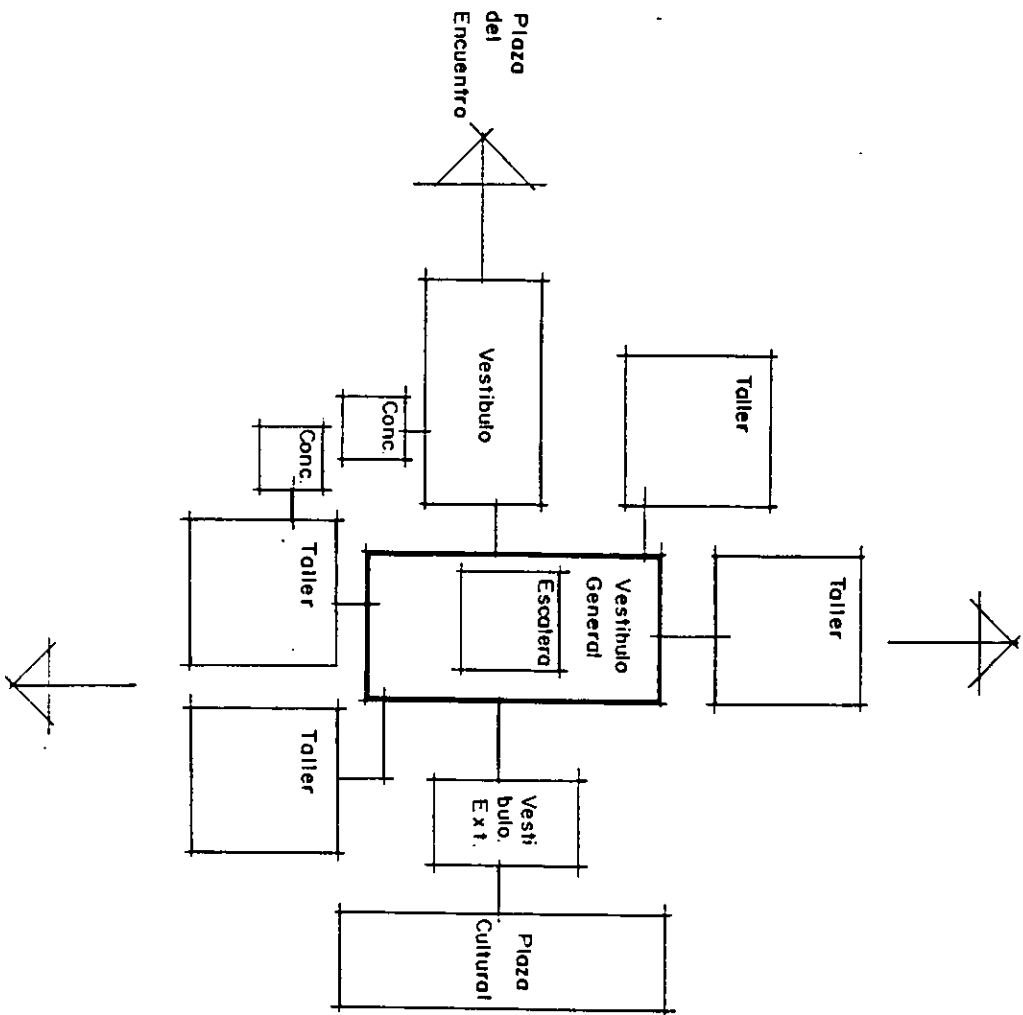 Plaza
del
Encuentro
Vestibulo
Conc.
Conc.
Taller
Taller
Vestibulo
General
Escalera
Taller
Taller
Vesti
bulo.
Ext.
Plaza
Cultural